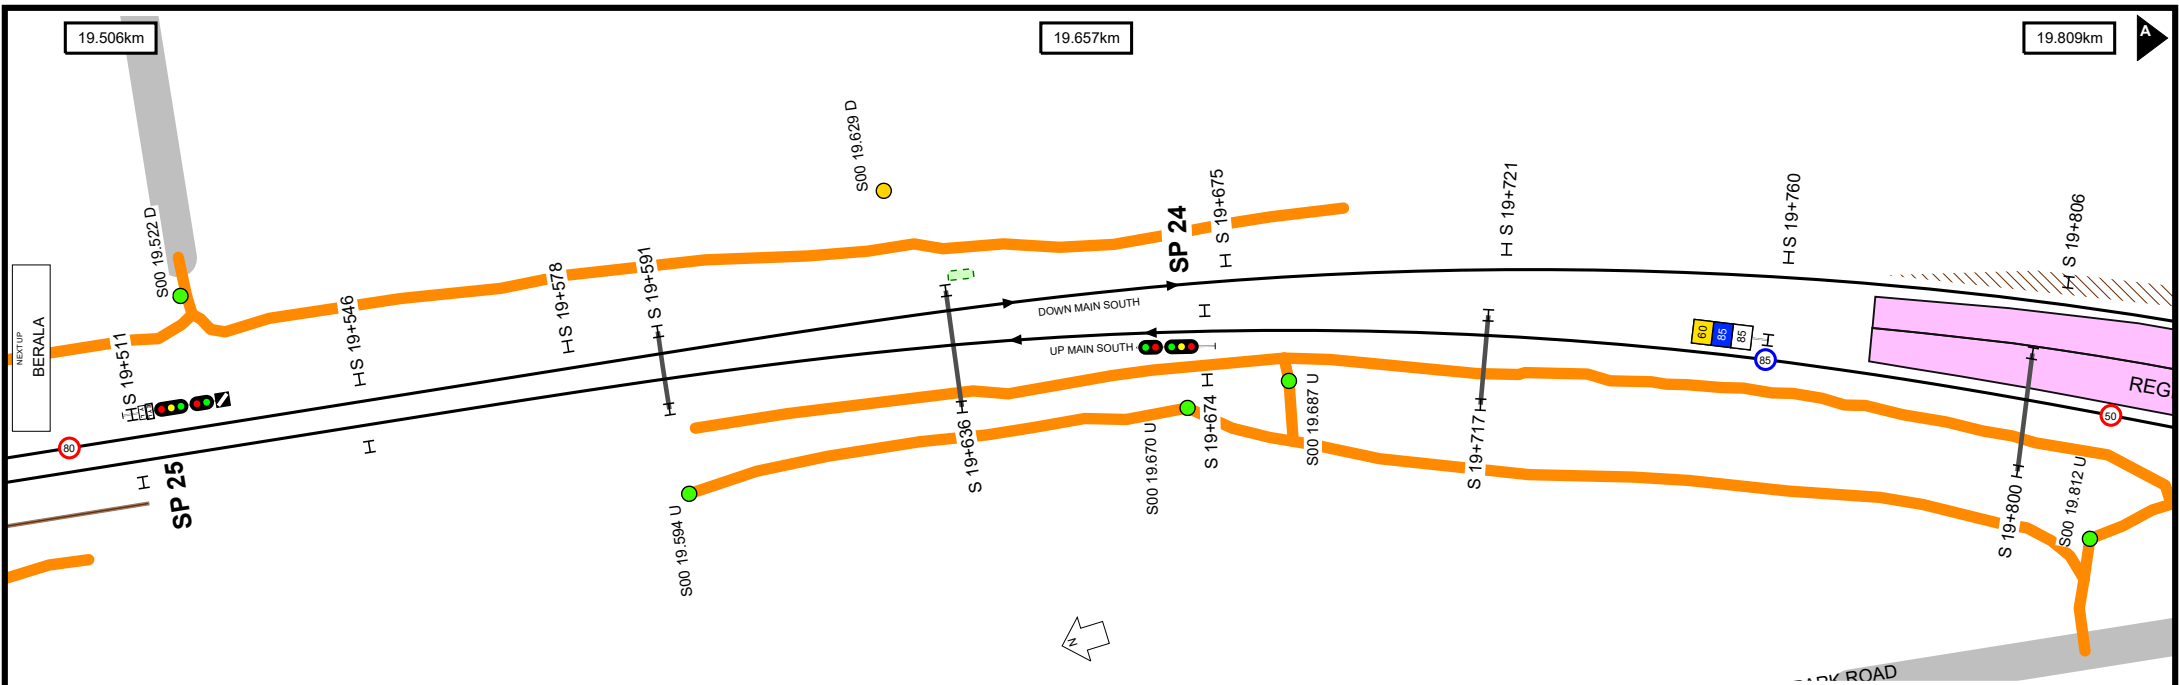 19.506km
19.657km
19.809km
A
S00 19.522 D
S00 19.629 D
SP 24
S 19+675
S 19+721
S 19+760
S 19+806
NEXT UP
BERALA
S 19+511
S 19+546
S 19+578
S 19+591
DOWN MAIN SOUTH
UP MAIN SOUTH
60
85
85
85
80
50
REG
SP 25
S00 19.594 U
S 19+636
S00 19.670 U
S 19+674
S00 19.687 U
S 19+717
S 19+800
S00 19.812 U
N
PARK ROAD